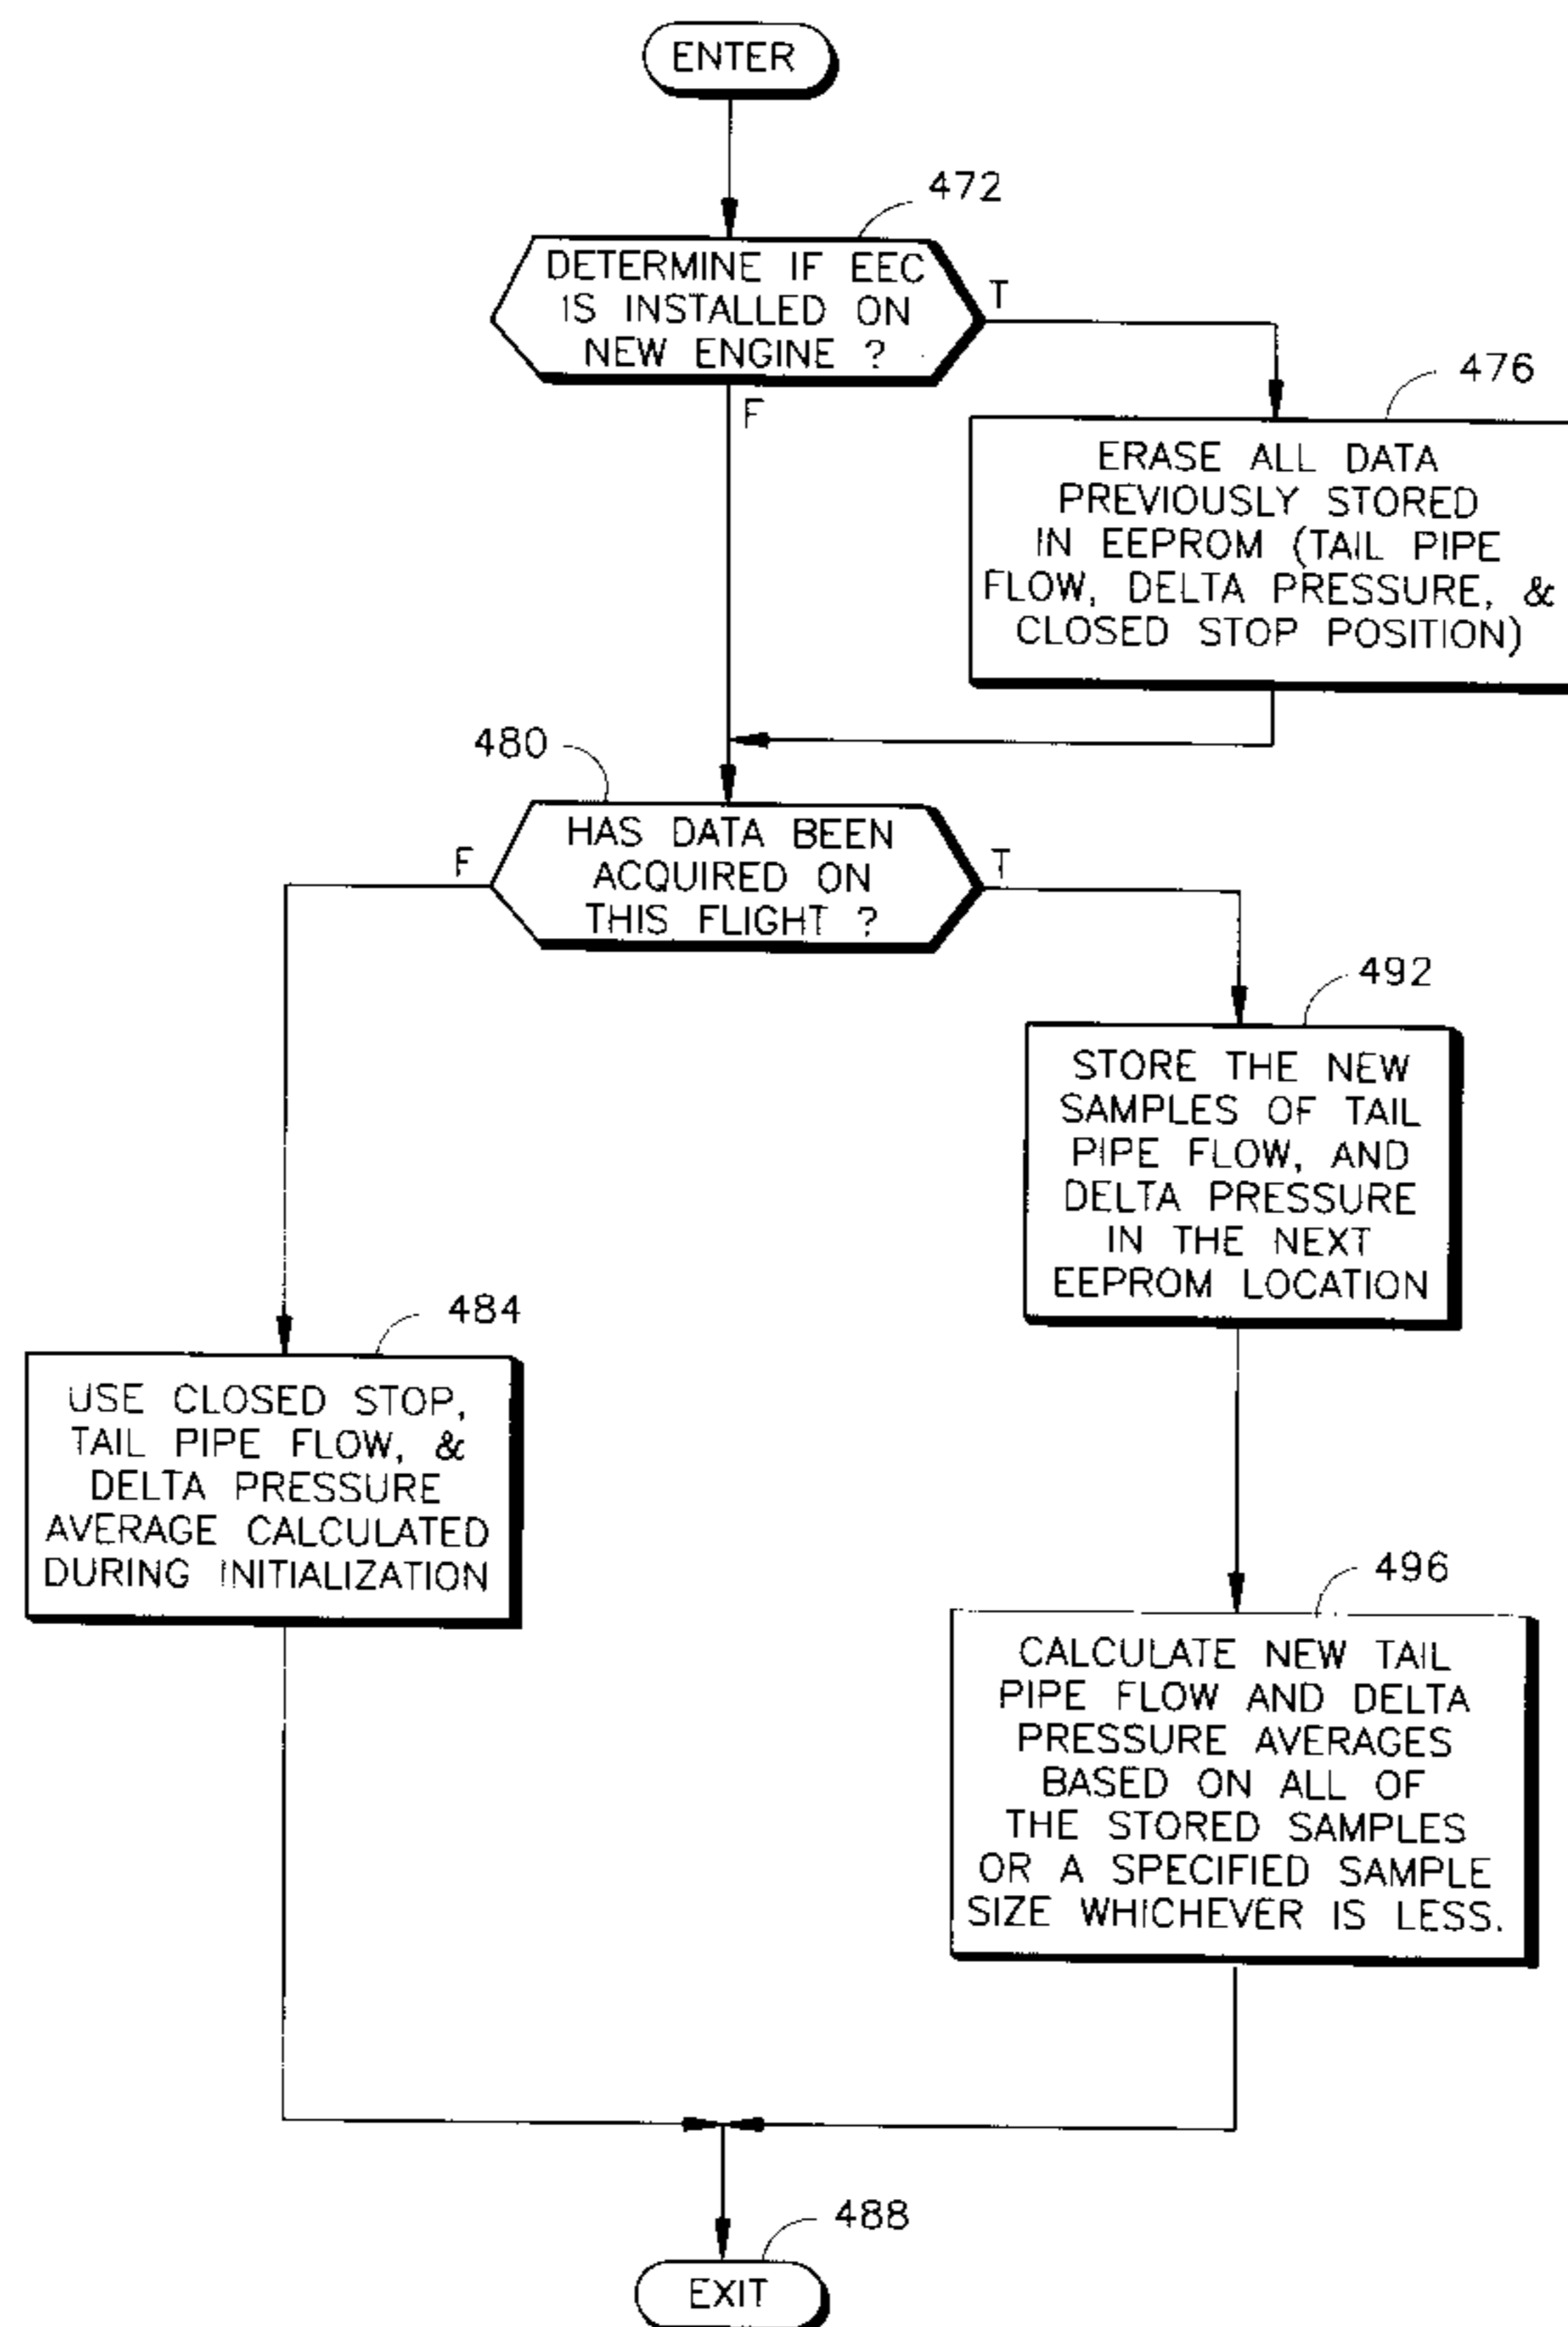 ENTER
472
DETERMINE IF EEC
IS INSTALLED ON
NEW ENGINE ?
T
F
476
ERASE ALL DATA
PREVIOUSLY STORED
IN EEPROM (TAIL PIPE
FLOW, DELTA PRESSURE, &
CLOSED STOP POSITION)
480
HAS DATA BEEN
ACQUIRED ON
THIS FLIGHT ?
F
T
492
STORE THE NEW
SAMPLES OF TAIL
PIPE FLOW, AND
DELTA PRESSURE
IN THE NEXT
EEPROM LOCATION
484
USE CLOSED STOP,
TAIL PIPE FLOW, &
DELTA PRESSURE
AVERAGE CALCULATED
DURING INITIALIZATION
496
CALCULATE NEW TAIL
PIPE FLOW AND DELTA
PRESSURE AVERAGES
BASED ON ALL OF
THE STORED SAMPLES
OR A SPECIFIED SAMPLE
SIZE WHICHEVER IS LESS.
488
EXIT